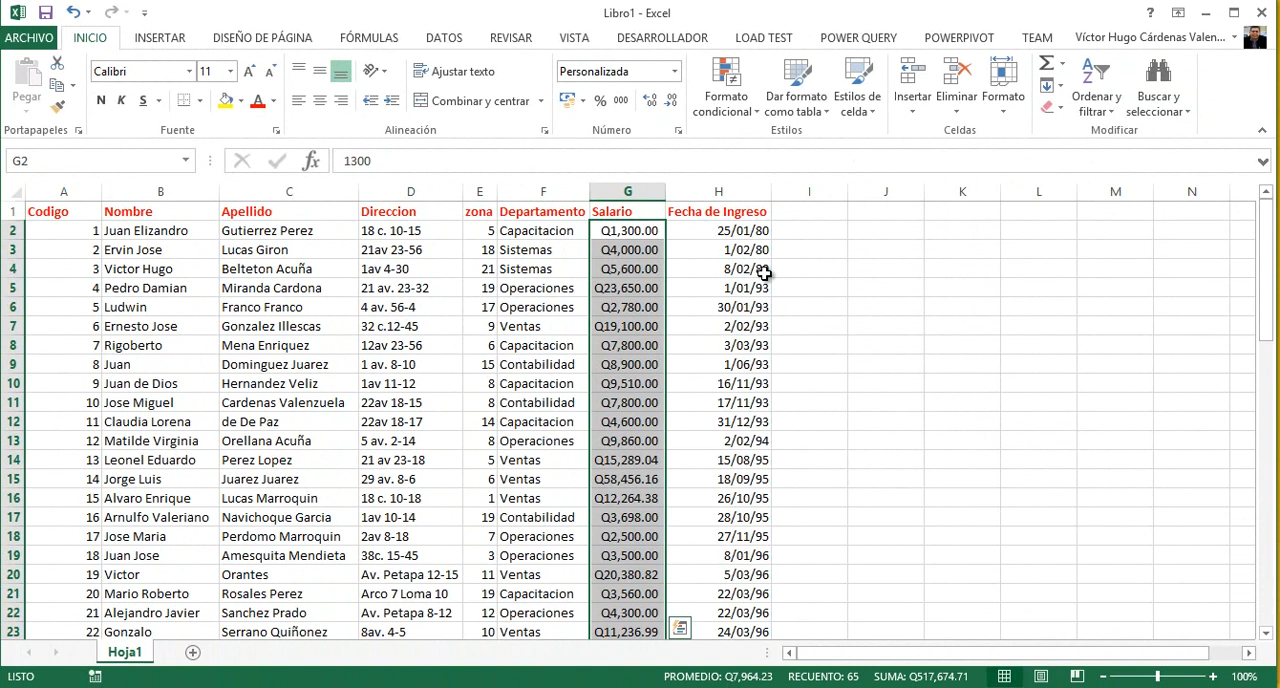 Libro1 - Excel
ARCHIVO INICIO INSERTAR DISEÑO DE PÁGINA FÓRMULAS DATOS REVISAR VISTA DESARROLLADOR LOAD TEST POWER QUERY POWERPIVOT TEAM Víctor Hugo Cárdenas Valen...
Pegar
Calibri 11
N K S
Ajustar texto
Combinar y centrar
Personalizada
% 000
Formato condicional
Dar formato como tabla
Estilos de celda
Insertar Eliminar Formato
Ordenar y filtrar
Buscar y seleccionar
Portapapeles Fuente Alineación Número Estilos Celdas Modificar
G2 fx 1300
A B C D E F G H I J K L M N
1 Codigo Nombre Apellido Direccion zona Departamento Salario Fecha de Ingreso
2 1 Juan Elizandro Gutierrez Perez 18 c. 10-15 5 Capacitacion Q1,300.00 25/01/80
3 2 Ervin Jose Lucas Giron 21av 23-56 18 Sistemas Q4,000.00 1/02/80
4 3 Victor Hugo Belteton Acuña 1av 4-30 21 Sistemas Q5,600.00
5 4 Pedro Damian Miranda Cardona 21 av. 23-32 19 Operaciones Q23,650.00 1/01/93
6 5 Ludwin Franco Franco 4 av. 56-4 17 Operaciones Q2,780.00 30/01/93
7 6 Ernesto Jose Gonzalez Illescas 32 c.12-45 9 Ventas Q19,100.00 2/02/93
8 7 Rigoberto Mena Enriquez 12av 23-56 6 Capacitacion Q7,800.00 3/03/93
9 8 Juan Dominguez Juarez 1 av. 8-10 15 Contabilidad Q8,900.00 1/06/93
10 9 Juan de Dios Hernandez Veliz 1av 11-12 8 Capacitacion Q9,510.00 16/11/93
11 10 Jose Miguel Cardenas Valenzuela 22av 18-15 8 Contabilidad Q7,800.00 17/11/93
12 11 Claudia Lorena de De Paz 22av 18-17 14 Capacitacion Q4,600.00 31/12/93
13 12 Matilde Virginia Orellana Acuña 5 av. 2-14 8 Operaciones Q9,860.00 2/02/94
14 13 Leonel Eduardo Perez Lopez 21 av 23-18 5 Ventas Q15,289.04 15/08/95
15 14 Jorge Luis Juarez Juarez 29 av. 8-6 6 Ventas Q58,456.16 18/09/95
16 15 Alvaro Enrique Lucas Marroquin 18 c. 10-18 1 Ventas Q12,264.38 26/10/95
17 16 Arnulfo Valeriano Navichoque Garcia 1av 10-14 19 Contabilidad Q3,698.00 28/10/95
18 17 Jose Maria Perdomo Marroquin 2av 8-18 7 Operaciones Q2,500.00 27/11/95
19 18 Juan Jose Amesquita Mendieta 38c. 15-45 3 Operaciones Q3,500.00 8/01/96
20 19 Victor Orantes Av. Petapa 12-15 11 Ventas Q20,380.82 5/03/96
21 20 Mario Roberto Rosales Perez Arco 7 Loma 10 19 Capacitacion Q3,560.00 22/03/96
22 21 Alejandro Javier Sanchez Prado Av. Petapa 8-12 12 Operaciones Q4,300.00 22/03/96
23 22 Gonzalo Serrano Quiñonez 8av. 4-5 10 Ventas Q11,236.99 24/03/96
Hoja1
LISTO PROMEDIO: Q7,964.23 RECUENTO: 65 SUMA: Q517,674.71 100%